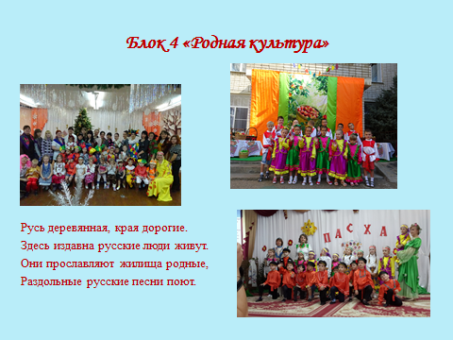 Блок 4 «Родная культура»
ПАСХА
Русь деревянная, края дорогие.
Здесь издавна русские люди живут.
Они прославляют жилища родные,
Раздольные русские песни поют.